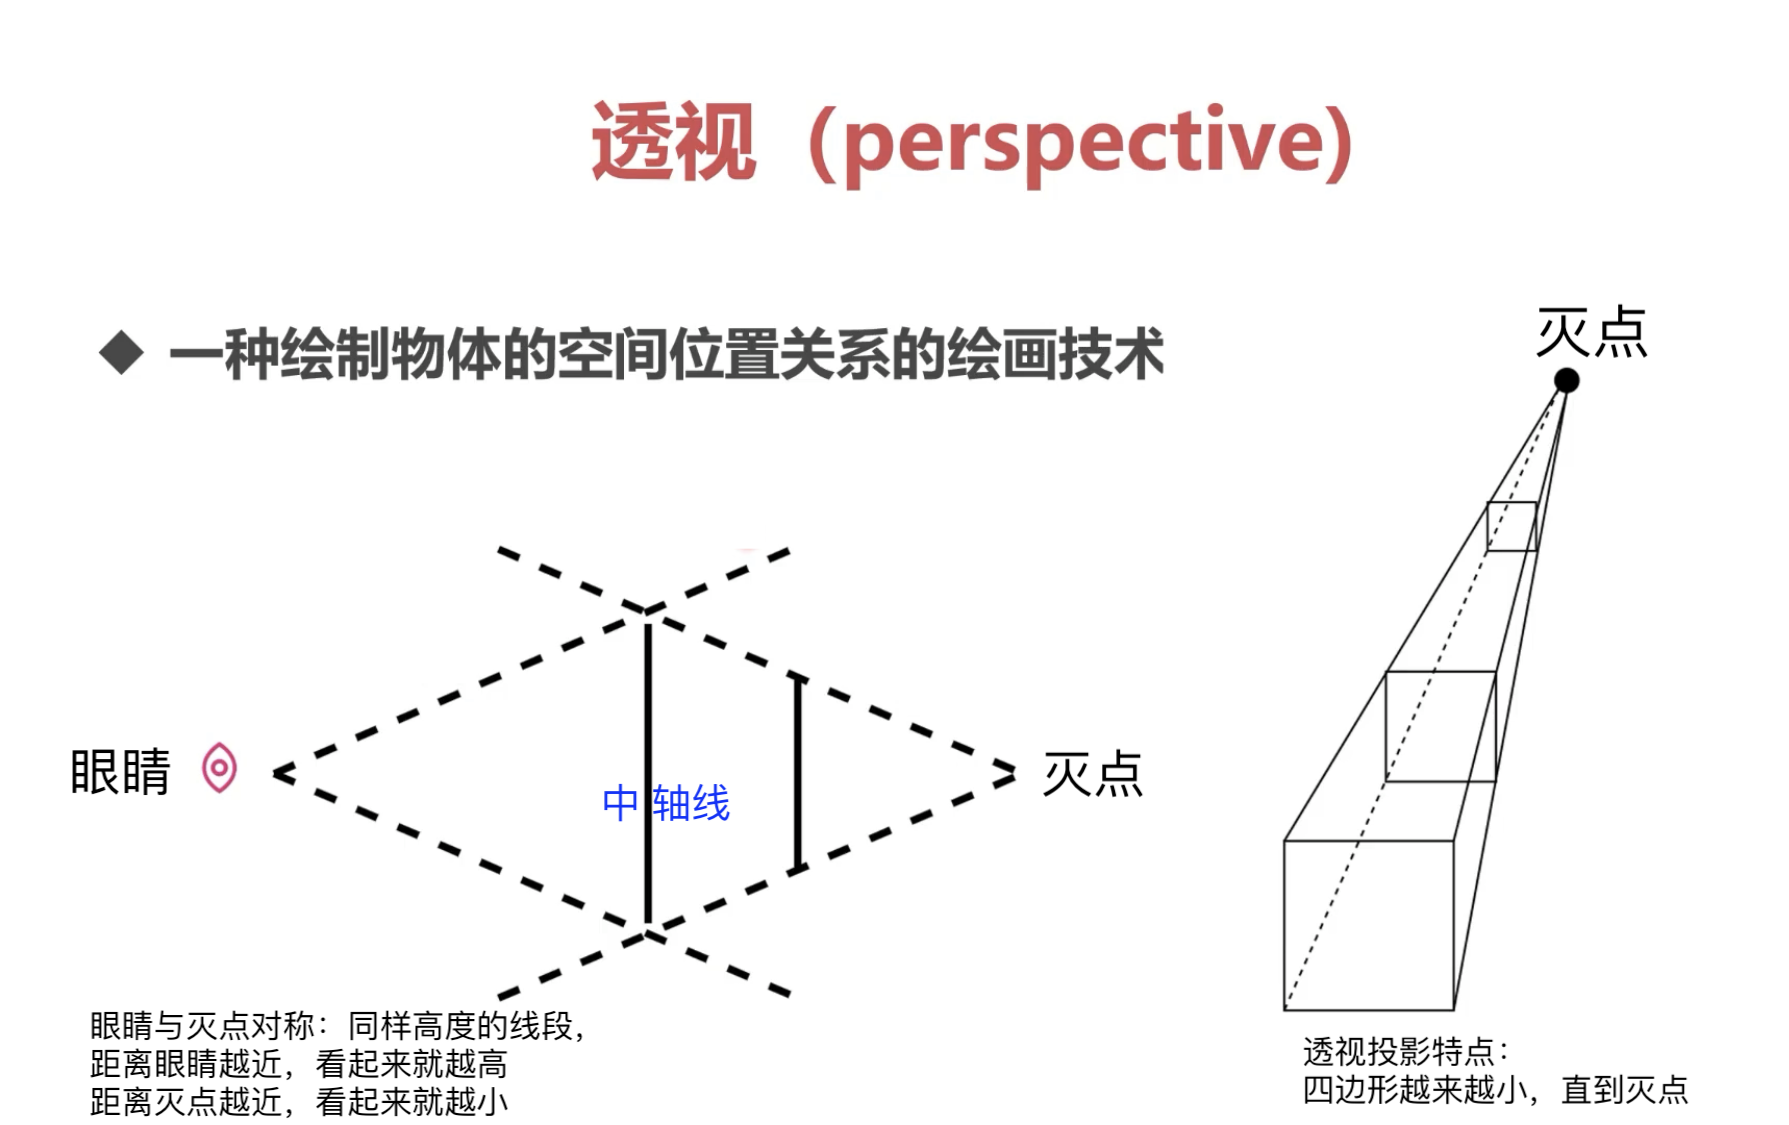 透视（perspective）
一种绘制物体的空间位置关系的绘画技术
灭点
眼睛
中轴线
灭点
眼睛与灭点对称：同样高度的线段，
距离眼睛越近，看起来就越高
距离灭点越近，看起来就越小
透视投影特点：
四边形越来越小，直到灭点